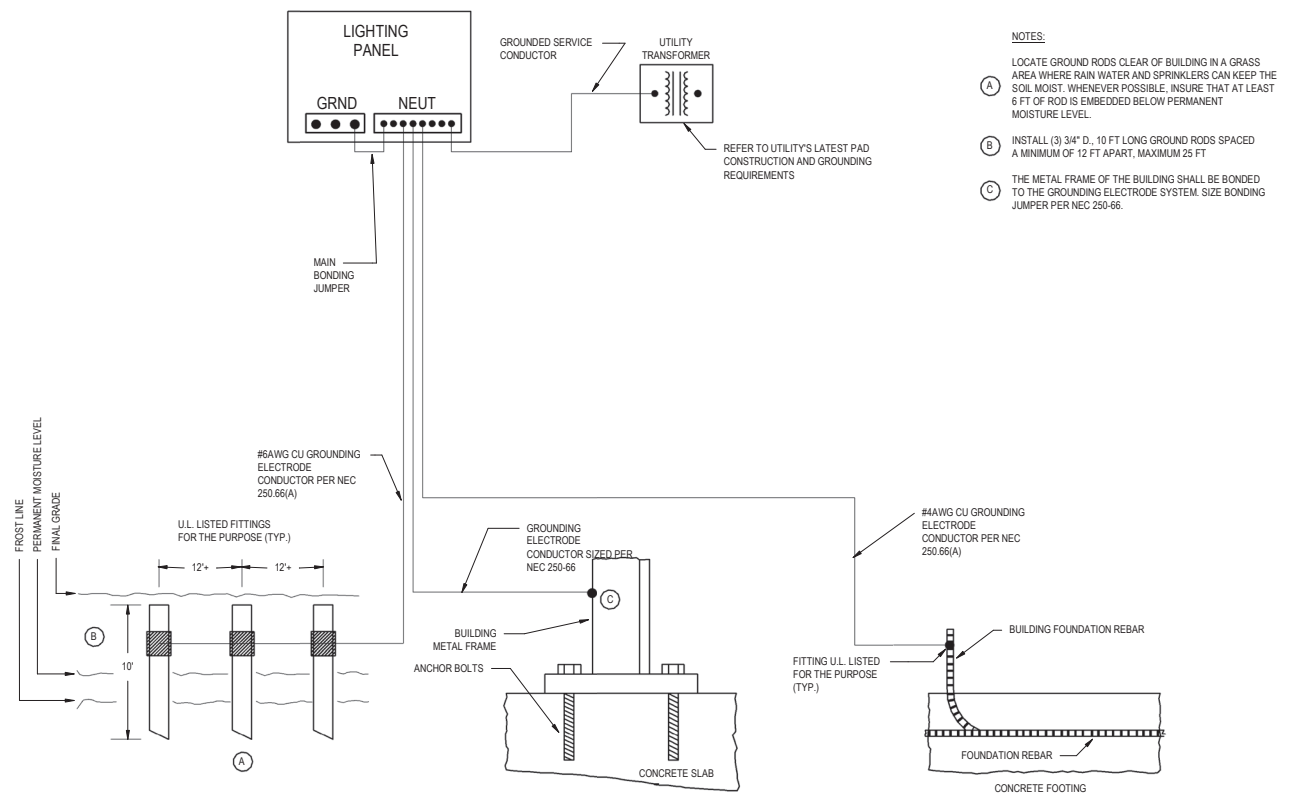 LIGHTING
PANEL
GRND
NEUT
GROUNDED SERVICE
CONDUCTOR
UTILITY
TRANSFORMER
REFER TO UTILITY'S LATEST PAD
CONSTRUCTION AND GROUNDING
REQUIREMENTS
MAIN
BONDING
JUMPER
NOTES:
A
LOCATE GROUND RODS CLEAR OF BUILDING IN A GRASS
AREA WHERE RAIN WATER AND SPRINKLERS CAN KEEP THE
SOIL MOIST. WHENEVER POSSIBLE, INSURE THAT AT LEAST
6 FT OF ROD IS EMBEDDED BELOW PERMANENT
MOISTURE LEVEL.
B
INSTALL (3) 3/4" D., 10 FT LONG GROUND RODS SPACED
A MINIMUM OF 12 FT APART, MAXIMUM 25 FT
C
THE METAL FRAME OF THE BUILDING SHALL BE BONDED
TO THE GROUNDING ELECTRODE SYSTEM. SIZE BONDING
JUMPER PER NEC 250-66.
FROST LINE
PERMANENT MOISTURE LEVEL
FINAL GRADE
#6AWG CU GROUNDING
ELECTRODE
CONDUCTOR PER NEC
250.66(A)
U.L. LISTED FITTINGS
FOR THE PURPOSE (TYP.)
12'+
12'+
B
10'
A
GROUNDING
ELECTRODE
CONDUCTOR SIZED PER
NEC 250-66
C
BUILDING
METAL FRAME
ANCHOR BOLTS
CONCRETE SLAB
#4AWG CU GROUNDING
ELECTRODE
CONDUCTOR PER NEC
250.66(A)
BUILDING FOUNDATION REBAR
FITTING U.L. LISTED
FOR THE PURPOSE
(TYP.)
FOUNDATION REBAR
CONCRETE FOOTING